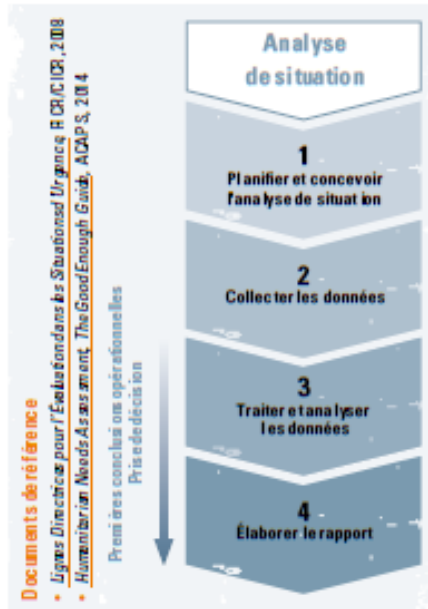 Analyse
de situation
1
Planifier et concevoir
l'analyse de situation
2
Collecter les données
3
Traiter et analyser
les données
4
Élaborer le rapport
Premières conclusions opérationnelles
Prise de décision
Documents de référence
• Lignes Directrices pour l'Évaluation dans les Situations d'Urgence, FICR/CICR, 2008
• Humanitarian Needs Assessment, The Good Enough Guide, ACAPS, 2014